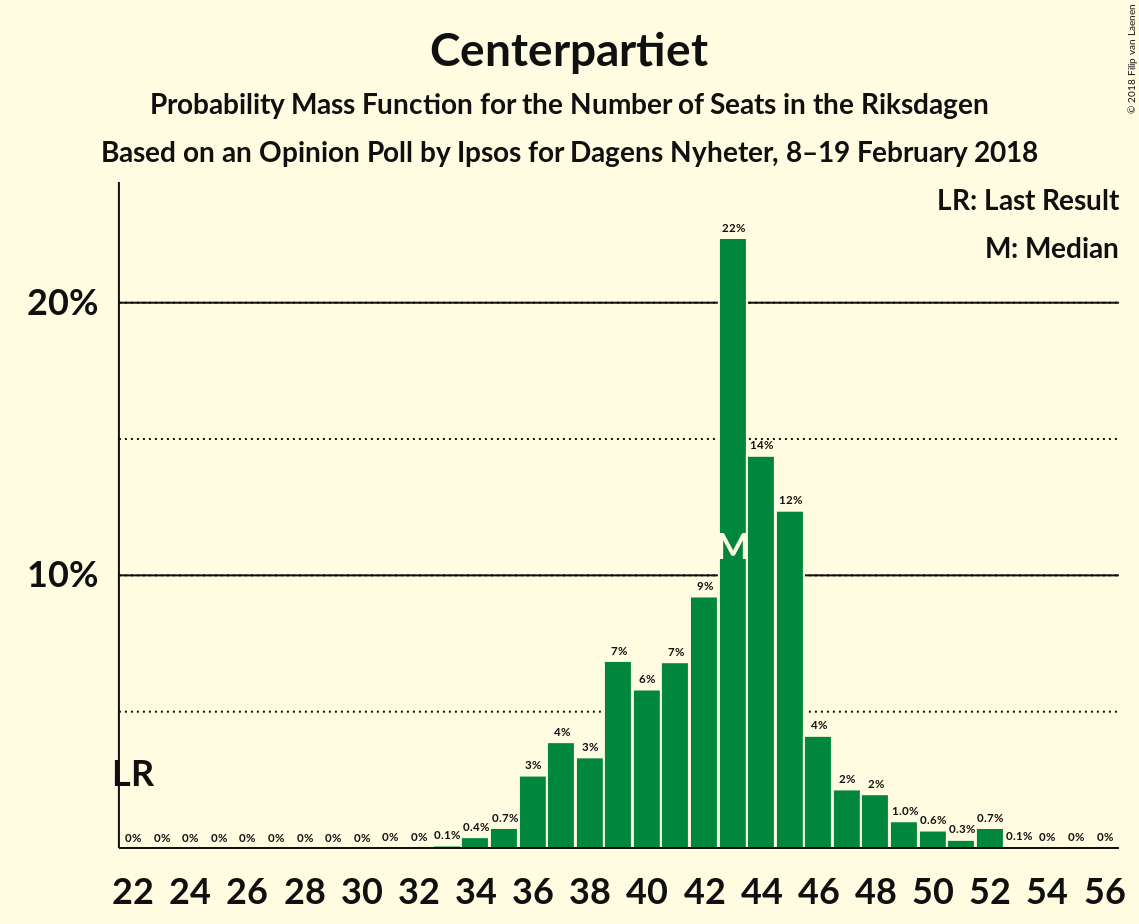 Centerpartiet
Probability Mass Function for the Number of Seats in the Riksdagen
Based on an Opinion Poll by Ipsos for Dagens Nyheter, 8–19 February 2018
© 2018 Filip van Laenen
LR: Last Result
M: Median
20%
10%
LR
M
0% 0% 0% 0% 0% 0% 0% 0% 0% 0% 0% 0.1% 0.4% 0.7% 3% 4% 3% 7% 6% 7% 9% 22% 14% 12% 4% 2% 2% 1.0% 0.6% 0.3% 0.7% 0.1% 0% 0% 0%
22 24 26 28 30 32 34 36 38 40 42 44 46 48 50 52 54 56